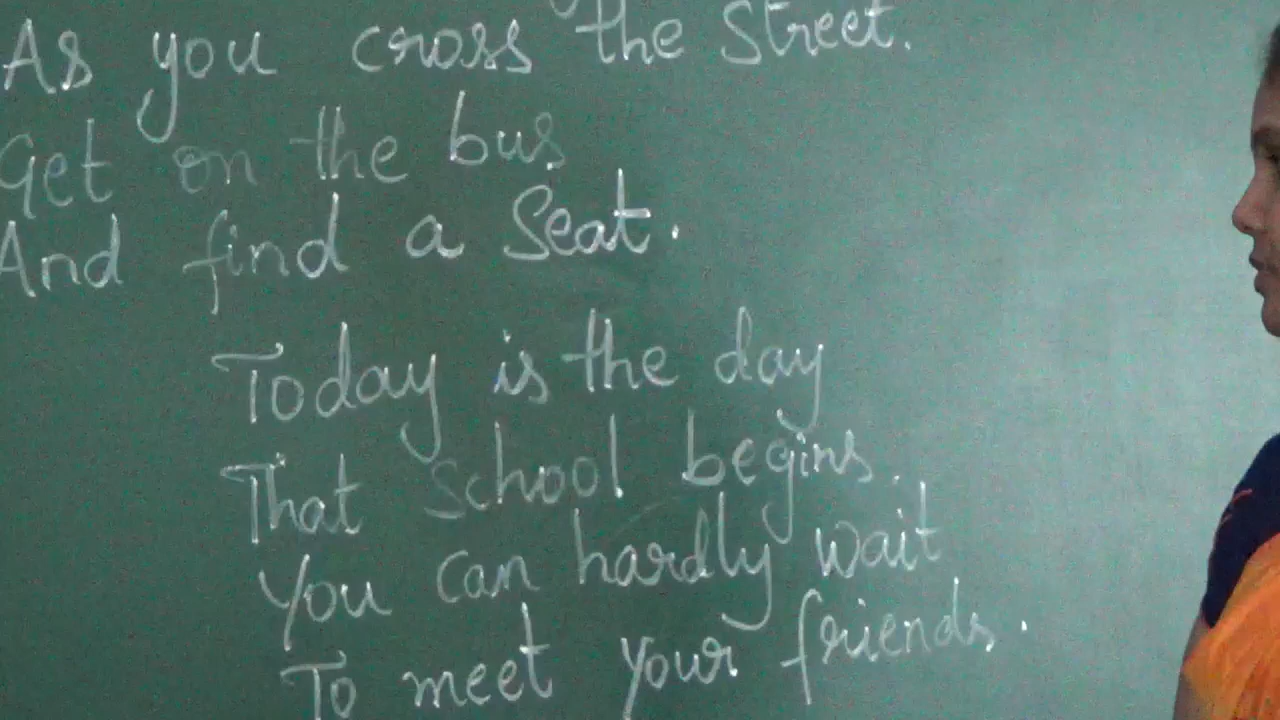 As you cross the Street.
Get on the bus
And find a Seat.
Today is the day
That School begins.
You can hardly wait
To meet your friends.